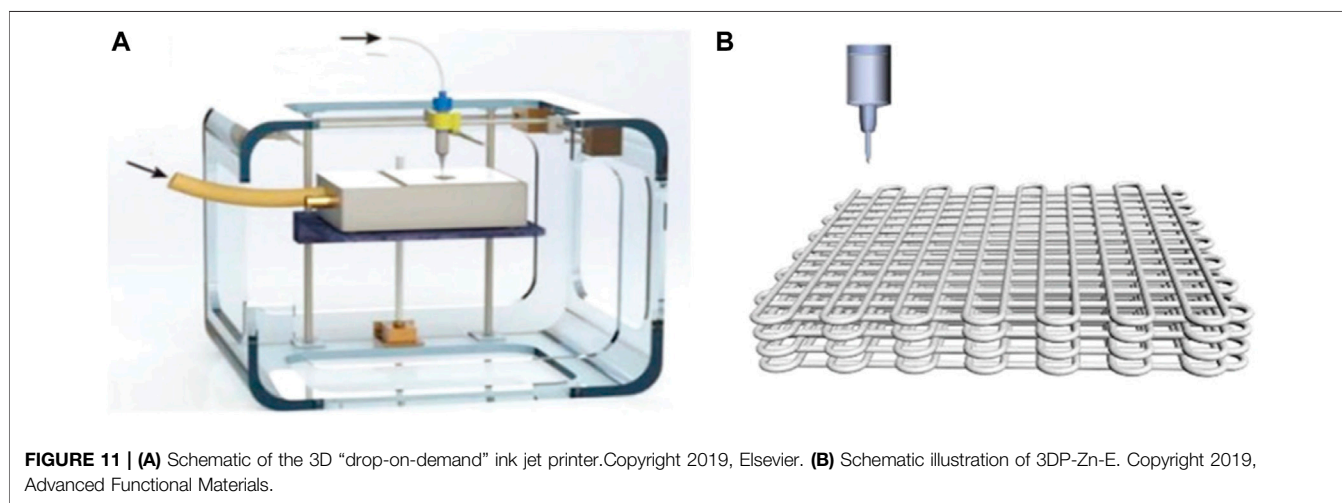 A
B
FIGURE 11 | (A) Schematic of the 3D “drop-on-demand” ink jet printer.Copyright 2019, Elsevier. (B) Schematic illustration of 3DP-Zn-E. Copyright 2019,
Advanced Functional Materials.